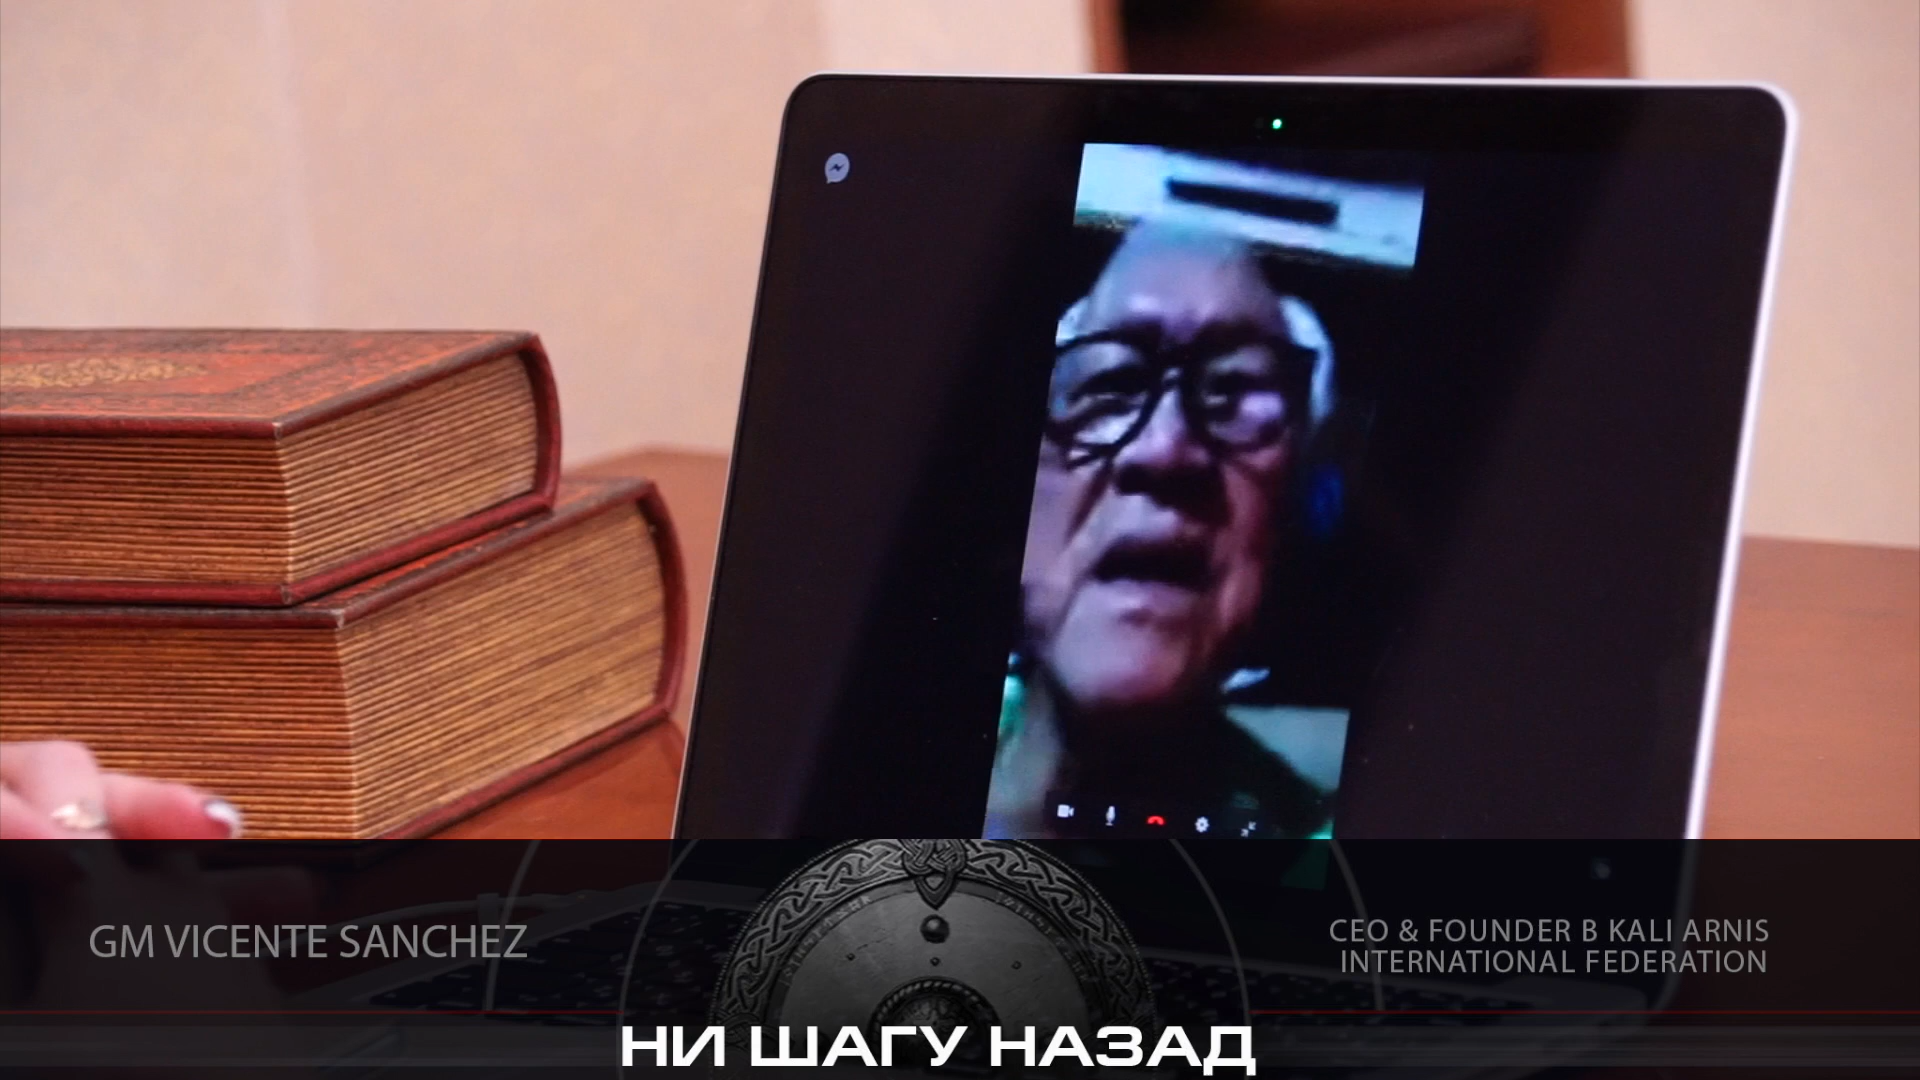 GM VICENTE SANCHEZ
CEO & FOUNDER B KALI ARNIS
INTERNATIONAL FEDERATION
НИ ШАГУ НАЗАД